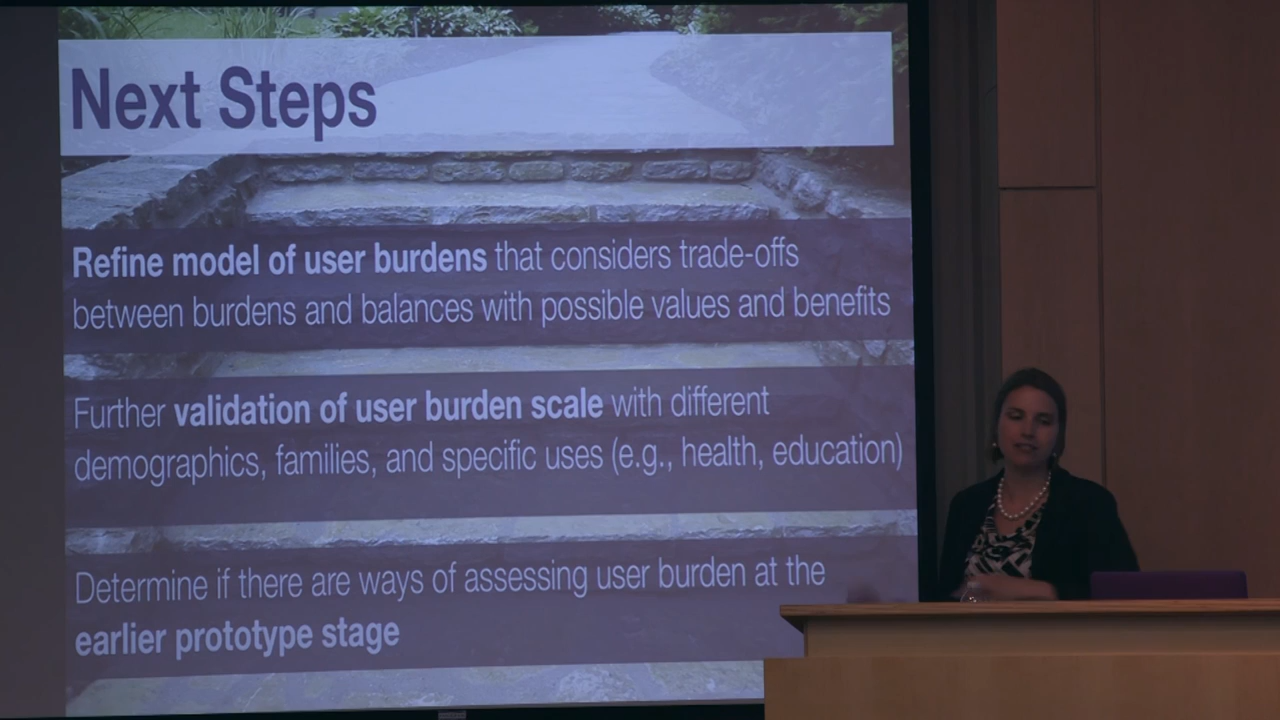 Next Steps
Refine model of user burdens that considers trade-offs
between burdens and balances with possible values and benefits
Further validation of user burden scale with different
demographics, families, and specific uses (e.g., health, education)
Determine if there are ways of assessing user burden at the
earlier prototype stage